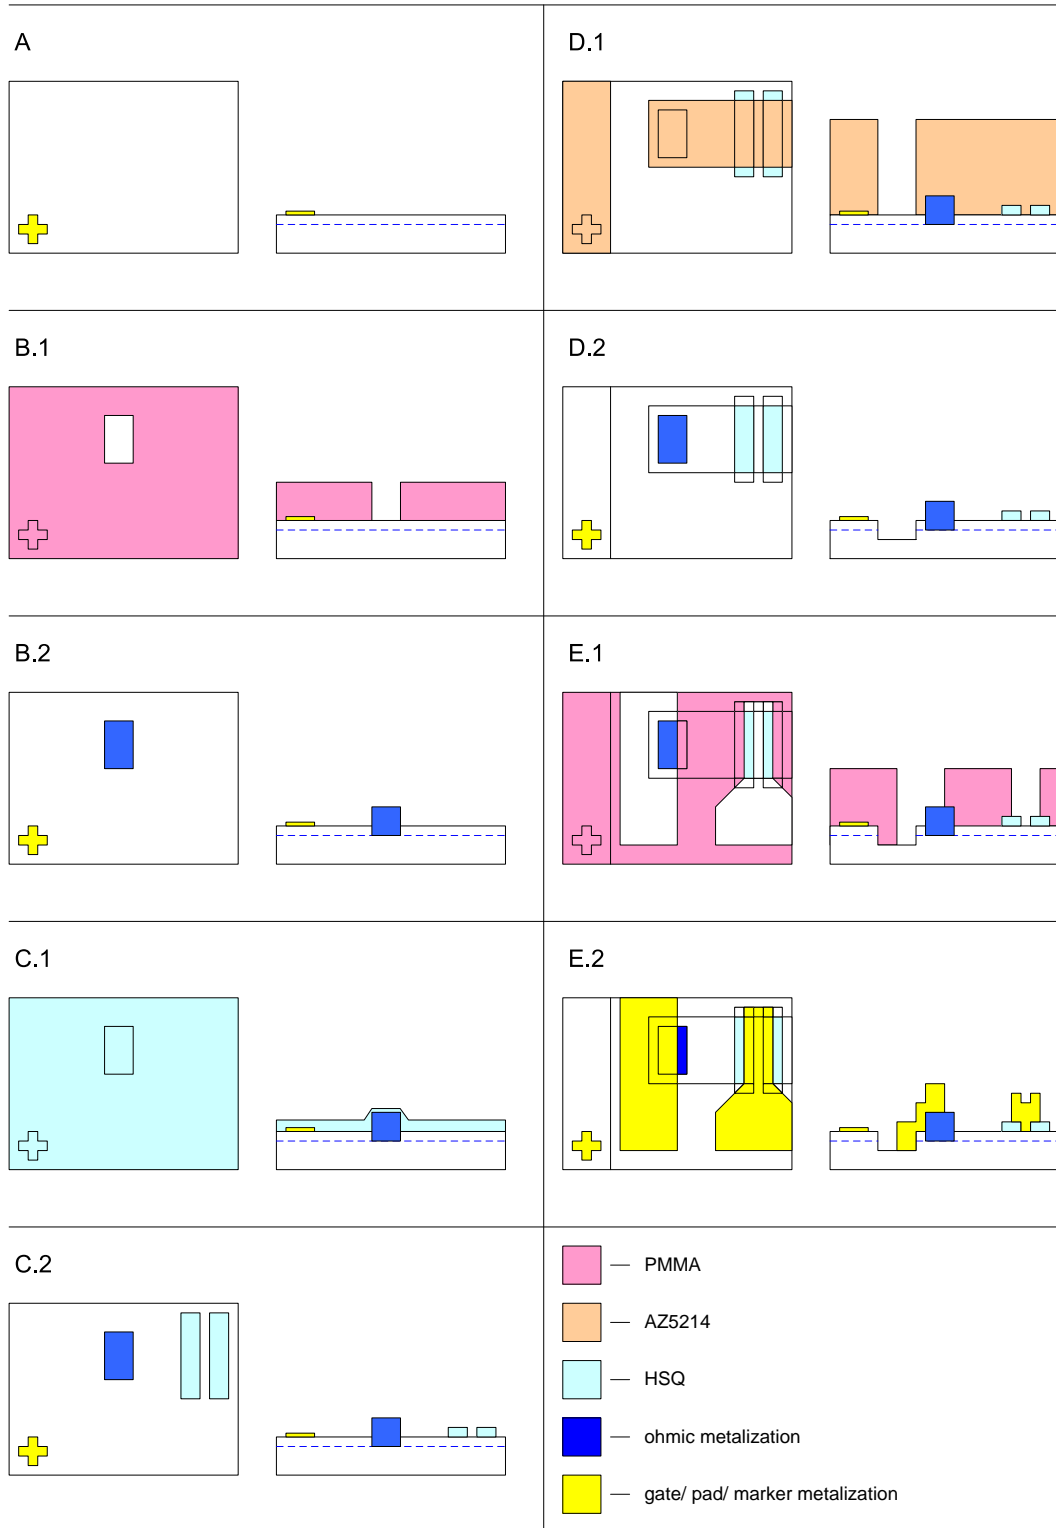 A
B.1
B.2
C.1
C.2
D.1
D.2
E.1
E.2
PMMA
AZ5214
HSQ
ohmic metalization
gate/ pad/ marker metalization